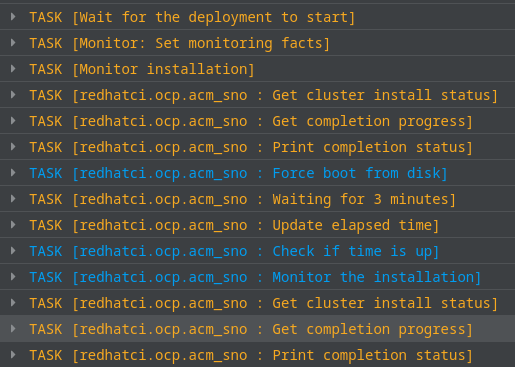 TASK [Wait for the deployment to start]
TASK [Monitor: Set monitoring facts]
TASK [Monitor installation]
TASK [redhatci.ocp.acm_sno : Get cluster install status]
TASK [redhatci.ocp.acm_sno : Get completion progress]
TASK [redhatci.ocp.acm_sno : Print completion status]
TASK [redhatci.ocp.acm_sno : Force boot from disk]
TASK [redhatci.ocp.acm_sno : Waiting for 3 minutes]
TASK [redhatci.ocp.acm_sno : Update elapsed time]
TASK [redhatci.ocp.acm_sno : Check if time is up]
TASK [redhatci.ocp.acm_sno : Monitor the installation]
TASK [redhatci.ocp.acm_sno : Get cluster install status]
TASK [redhatci.ocp.acm_sno : Get completion progress]
TASK [redhatci.ocp.acm_sno : Print completion status]